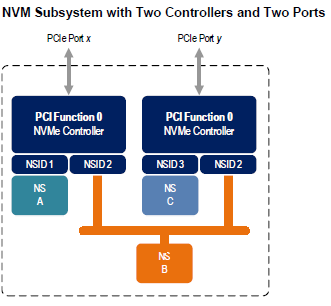 NVM Subsystem with Two Controllers and Two Ports
PCIe Port x
PCIe Port y
PCI Function 0
NVMe Controller
NSID 1
NSID 2
NS
A
PCI Function 0
NVMe Controller
NSID 3
NSID 2
NS
C
NS
B